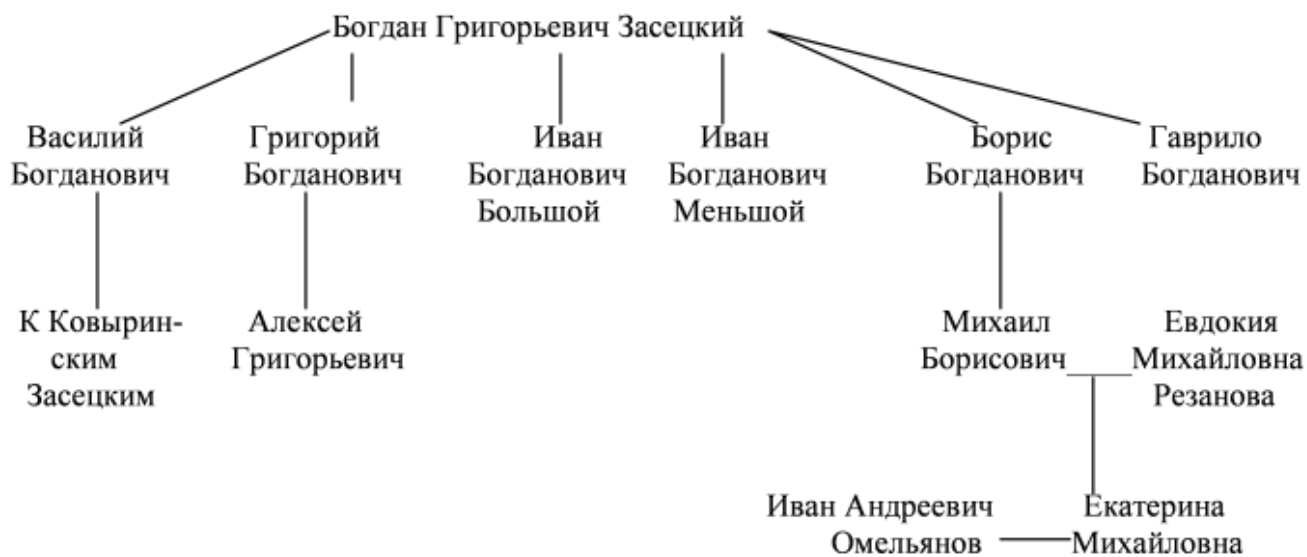 Богдан Григорьевич Засецкий
Василий Григорий Иван Иван Борис Гаврило
Богданович Богданович Богданович Богданович Богданович Богданович
Большой Меньшой
К Ковырин- Алексей Михаил Евдокия
ским Григорьевич Борисович Михайловна
Засецким Резанова
Иван Андреевич Екатерина
Омельянов Михайловна